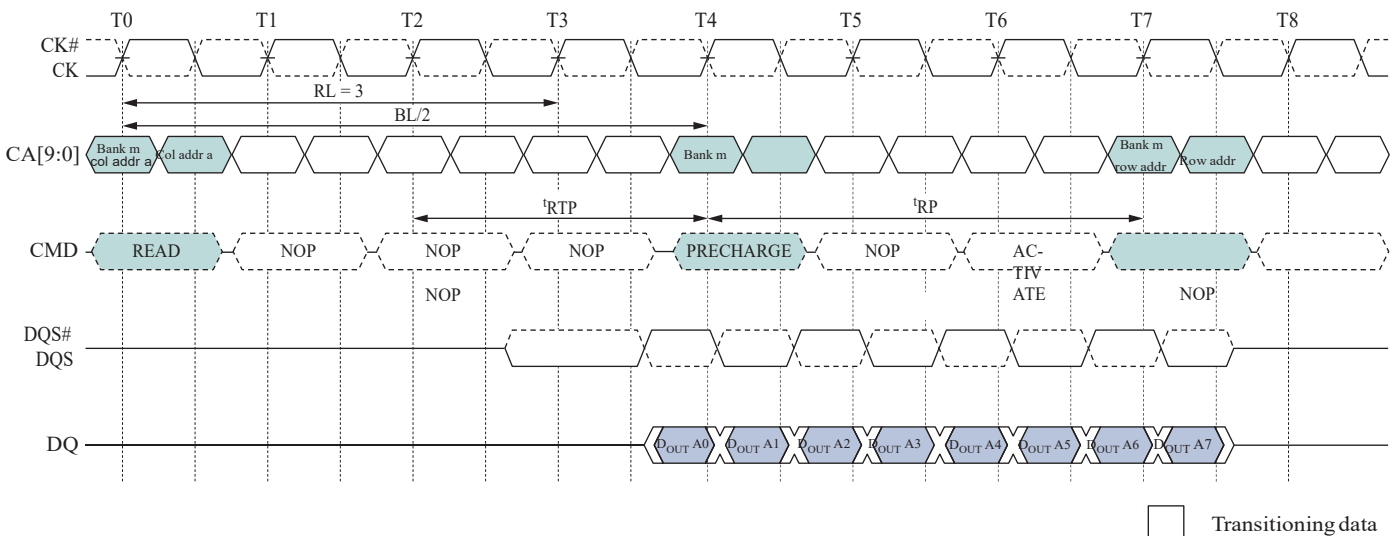 T0 T1 T2 T3 T4 T5 T6 T7 T8
CK#
CK
RL = 3
BL/2
CA[9:0] Bank m col addr a Col addr a Bank m Bank m row addr Row addr
tRTP tRP
CMD READ NOP NOP NOP PRECHARGE NOP AC-
TIV
NOP ATE NOP
DQS#
DQS
DQ DOUT A0 DOUT A1 DOUT A2 DOUT A3 DOUT A4 DOUT A5 DOUT A6 DOUT A7
Transitioning data